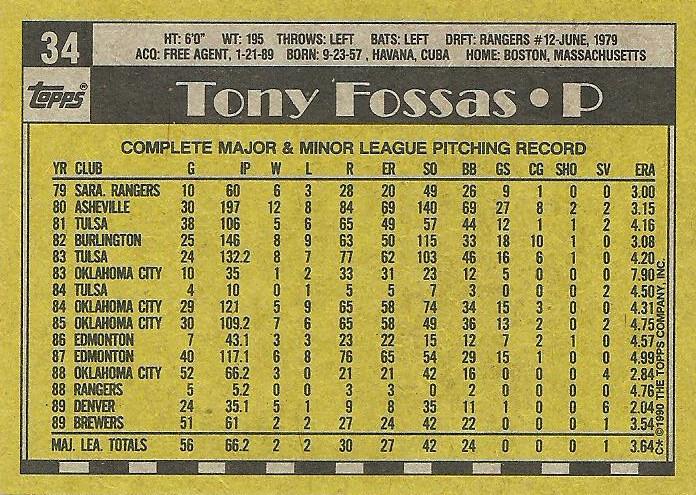 34
HT: 6'0" WT: 195 THROWS: LEFT BATS: LEFT DRFT: RANGERS #12-JUNE, 1979
ACQ: FREE AGENT, 1-21-89 BORN: 9-23-57 , HAVANA, CUBA HOME: BOSTON, MASSACHUSETTS
TOPPS®
Tony Fossas • P
COMPLETE MAJOR & MINOR LEAGUE PITCHING RECORD
YR CLUB G IP W L R ER SO BB GS CG SHO SV ERA
79 SARA. RANGERS 10 60 6 3 28 20 49 26 9 1 0 0 3.00
80 ASHEVILLE 30 197 12 8 84 69 140 69 27 8 2 2 3.15
81 TULSA 38 106 5 6 65 49 57 44 12 1 1 2 4.16
82 BURLINGTON 25 146 8 9 63 50 115 33 18 10 1 0 3.08
83 TULSA 24 132.2 8 7 77 62 103 46 16 6 1 0 4.20
83 OKLAHOMA CITY 10 35 1 2 33 31 23 12 5 0 0 0 7.90
84 TULSA 4 10 0 1 5 5 7 3 0 0 0 2 4.50
84 OKLAHOMA CITY 29 121 5 9 65 58 74 34 15 3 0 0 4.31
85 OKLAHOMA CITY 30 109.2 7 6 65 58 49 36 13 2 0 2 4.75
86 EDMONTON 7 43.1 3 3 23 22 15 12 7 2 1 0 4.57
87 EDMONTON 40 117.1 6 8 76 65 54 29 15 1 0 0 4.99
88 OKLAHOMA CITY 52 66.2 3 0 21 21 42 16 0 0 0 4 2.84
88 RANGERS 5 5.2 0 0 3 3 0 2 0 0 0 0 4.76
89 DENVER 24 35.1 5 1 9 8 35 11 1 0 0 6 2.04
89 BREWERS 51 61 2 2 27 24 42 22 0 0 0 1 3.54
MAJ. LEA. TOTALS 56 66.2 2 2 30 27 42 24 0 0 0 1 3.64
C* ©1990 THE TOPPS COMPANY, INC.